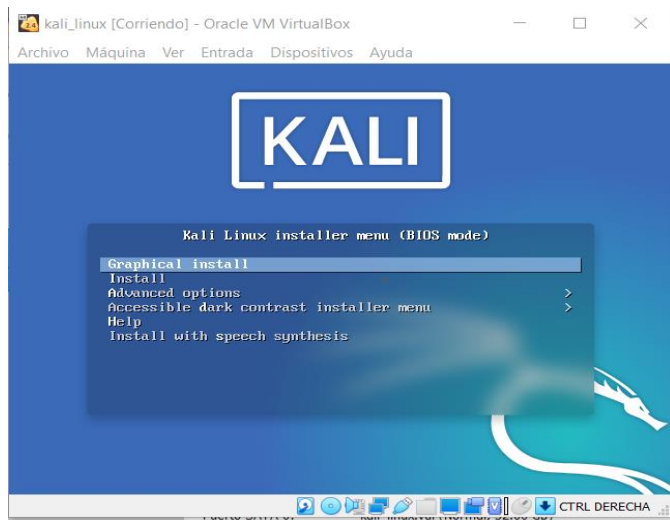 kali_linux [Corriendo] - Oracle VM VirtualBox
Archivo Máquina Ver Entrada Dispositivos Ayuda
KALI
Kali Linux installer menu (BIOS mode)
Graphical install
Install
Advanced options >
Accessible dark contrast installer menu >
Help
Install with speech synthesis
CTRL DERECHA